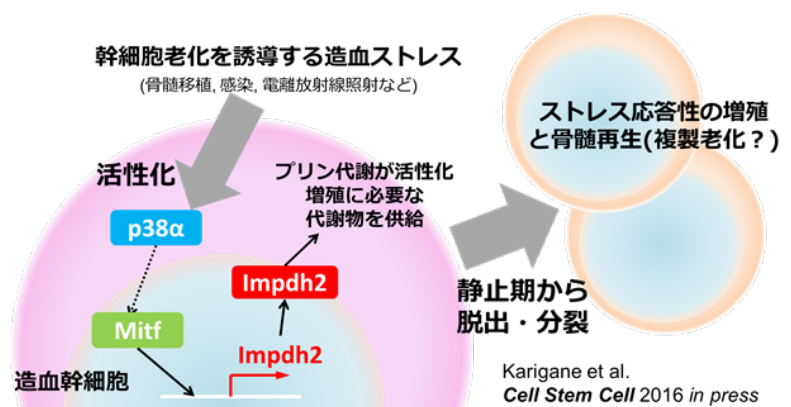 幹細胞老化を誘導する造血ストレス
(骨髄移植, 感染, 電離放射線照射など)
活性化
p38α
Mitf
造血幹細胞
プリン代謝が活性化
増殖に必要な
代謝物を供給
Impdh2
Impdh2
静止期から
脱出・分裂
ストレス応答性の増殖
と骨髄再生(複製老化？)
Karigane et al.
Cell Stem Cell 2016 in press